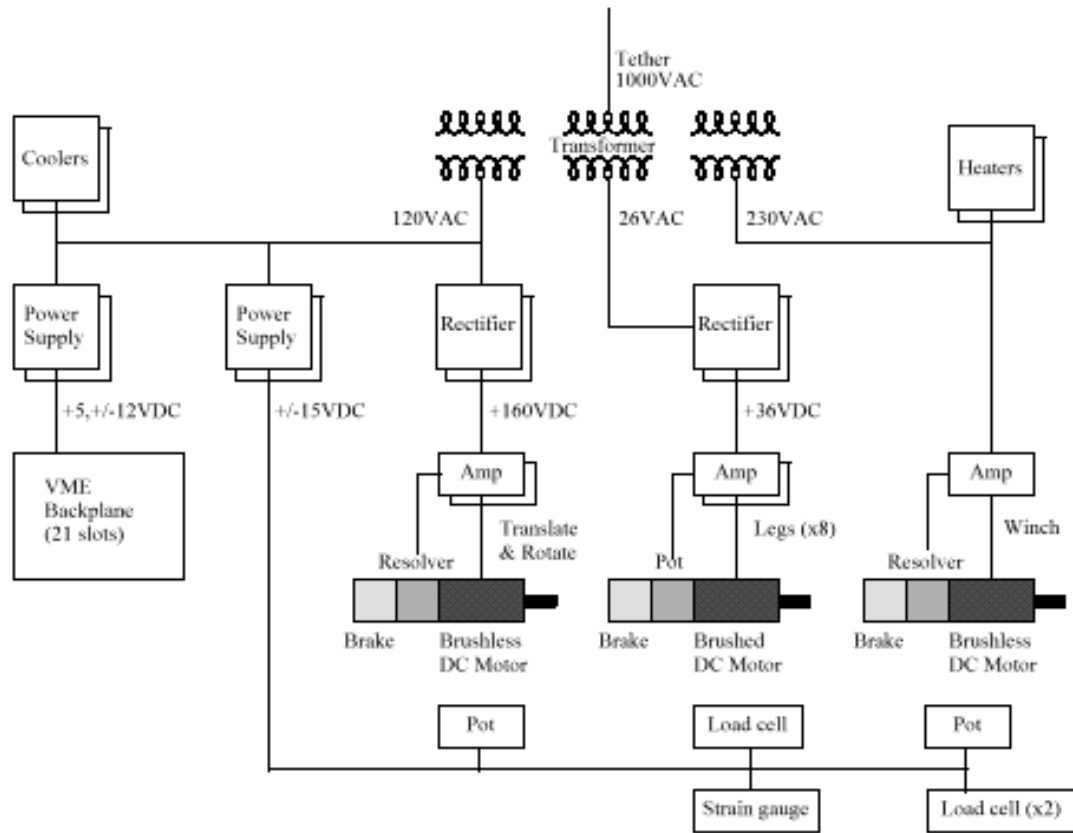 Tether
1000VAC
Coolers
Transformer
Heaters
120VAC
26VAC
230VAC
Power
Supply
Power
Supply
Rectifier
Rectifier
+5,+/-12VDC
+/-15VDC
+160VDC
+36VDC
VME
Backplane
(21 slots)
Amp
Amp
Amp
Translate
& Rotate
Legs (x8)
Winch
Resolver
Pot
Resolver
Brake
Brushless
DC Motor
Brake
Brushed
DC Motor
Brake
Brushless
DC Motor
Pot
Load cell
Pot
Strain gauge
Load cell (x2)